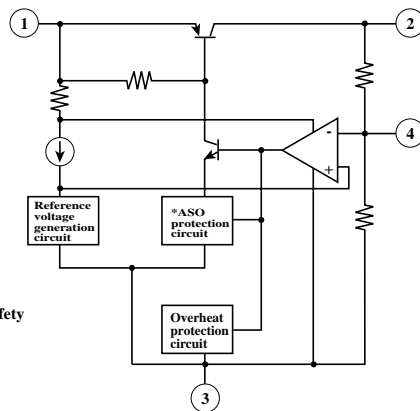 1
2
-
4
+
Reference
voltage
generation
circuit
*ASO
protection
circuit
fety
Overheat
protection
circuit
3